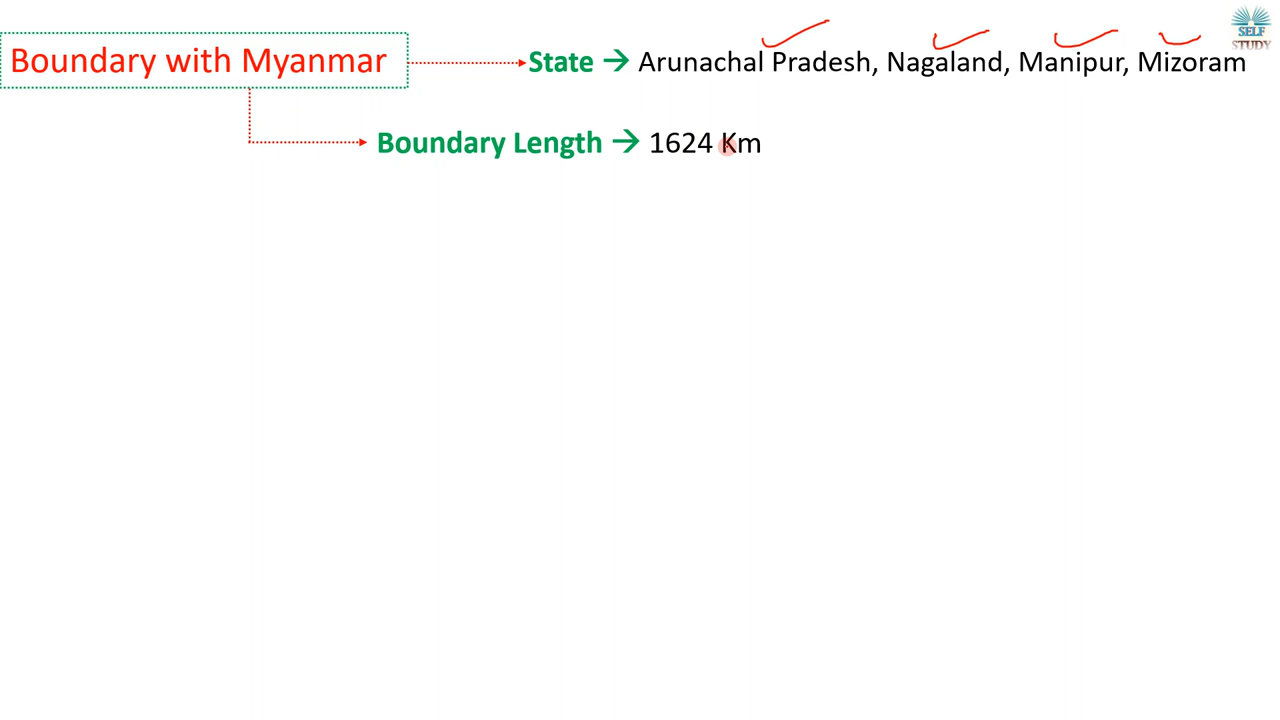 SELF
STUDY
Boundary with Myanmar
State → Arunachal Pradesh, Nagaland, Manipur, Mizoram
Boundary Length → 1624 Km